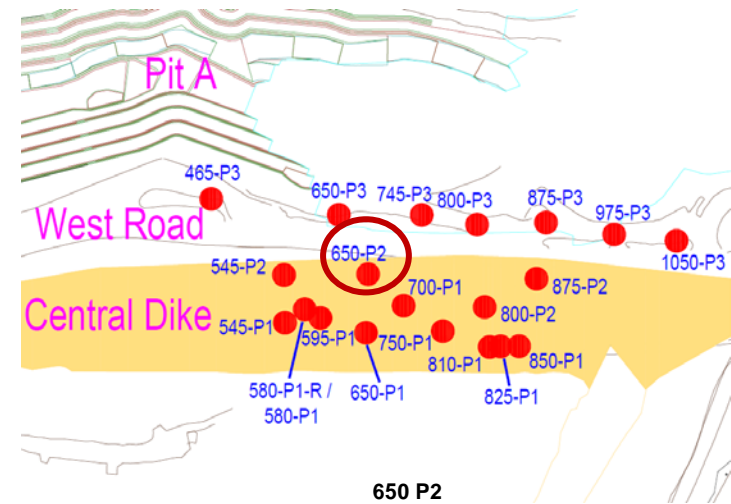 Pit A
465-P3
650-P3
745-P3
800-P3
875-P3
975-P3
1050-P3
West Road
650-P2
545-P2
700-P1
875-P2
800-P2
Central Dike
545-P1
595-P1
750-P1
810-P1
850-P1
580-P1-R /
580-P1
650-P1
825-P1
650 P2